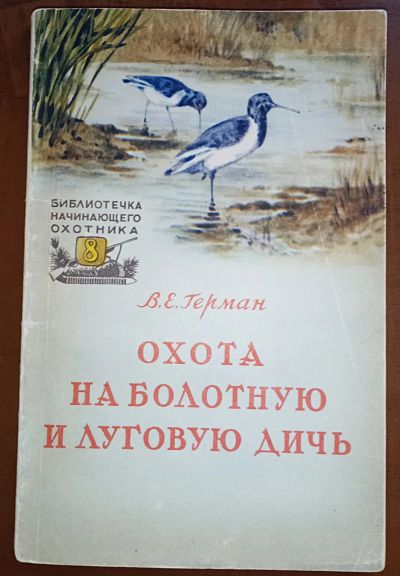 БИБЛИОТЕЧКА
НАЧИНАЮЩЕГО
ОХОТНИКА
8
В.Е.Герман
ОХОТА
НА БОЛОТНУЮ
И ЛУГОВУЮ ДИЧЬ